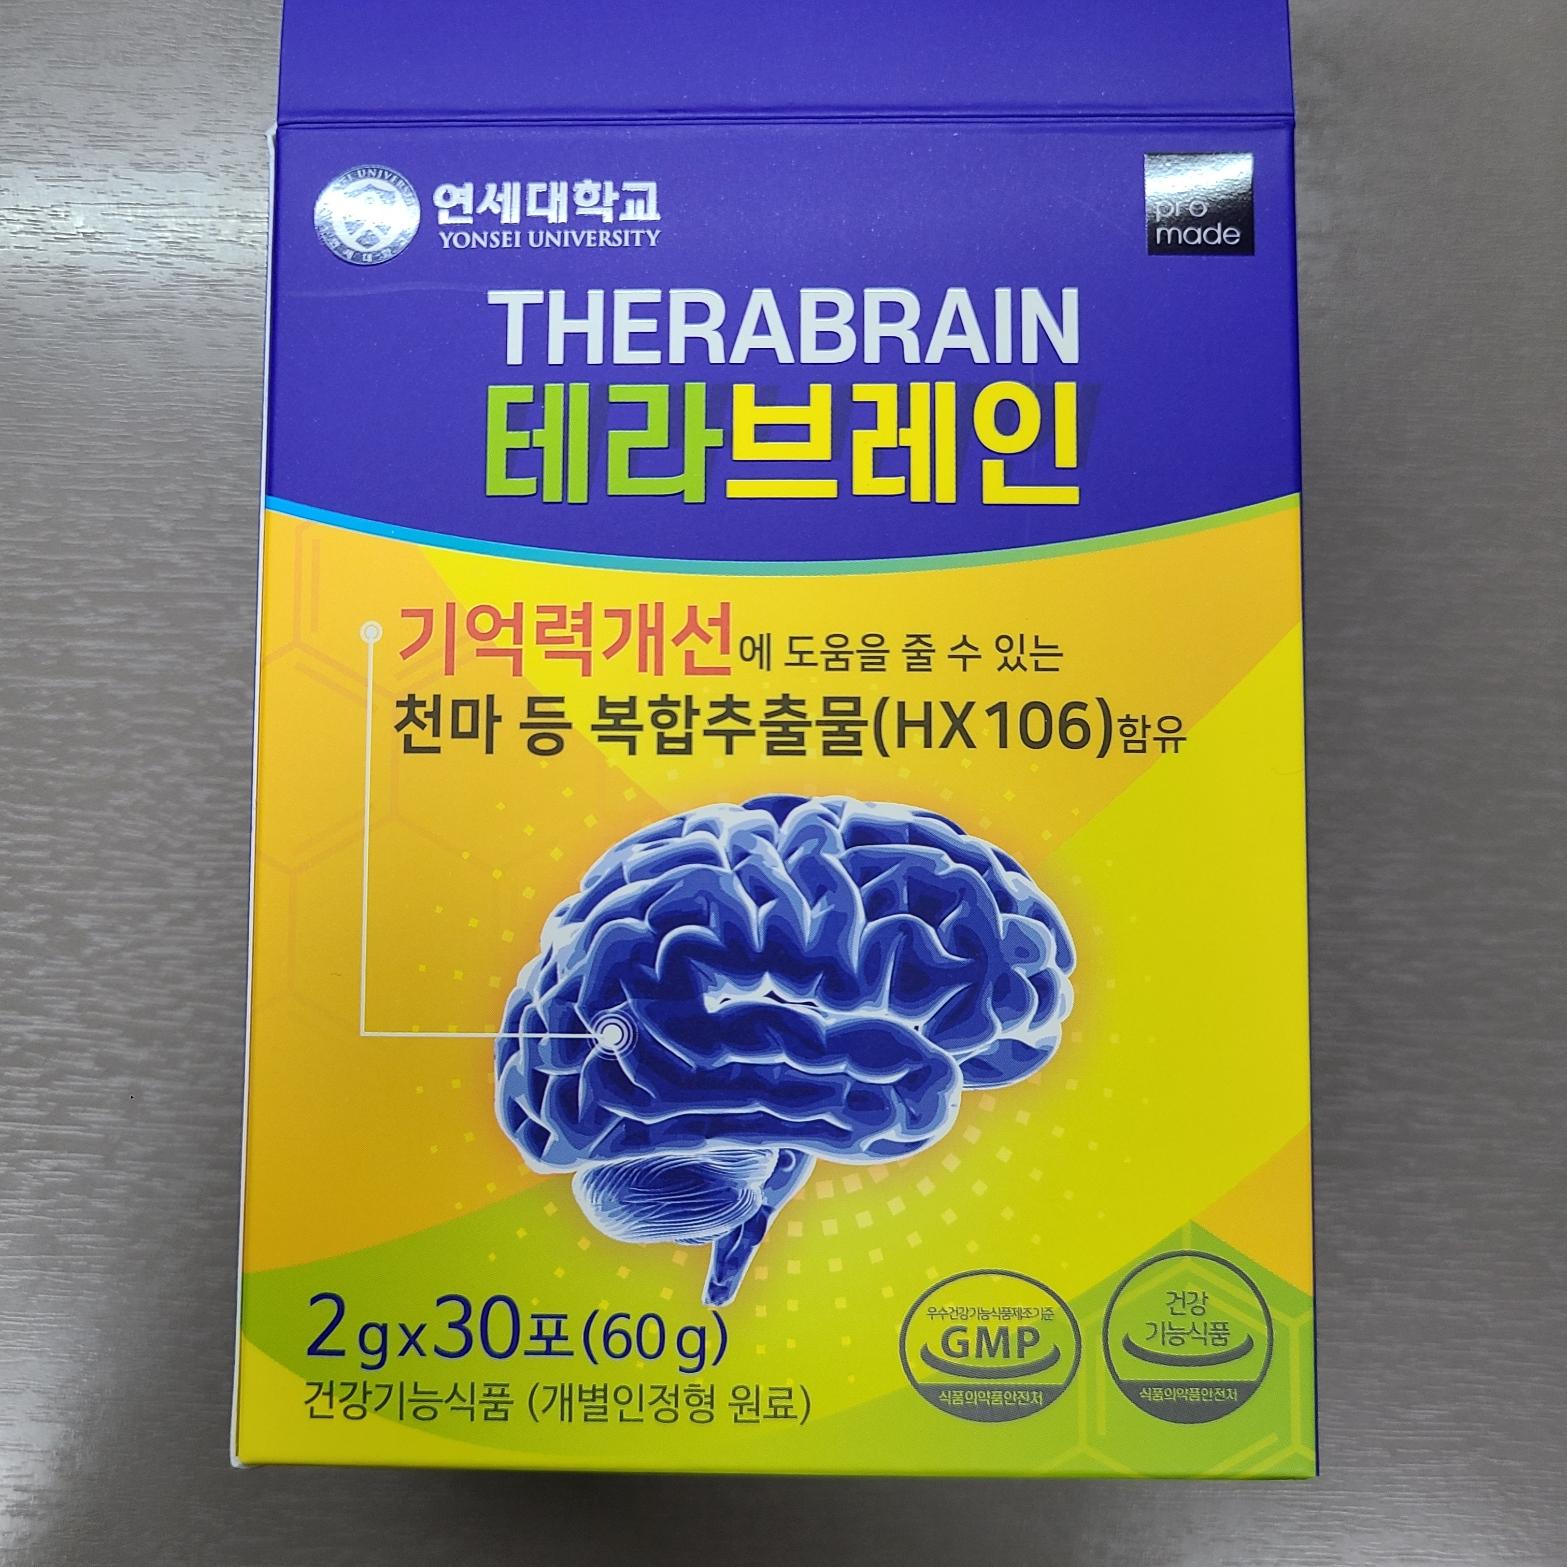 연세대학교
YONSEI UNIVERSITY
pro
made
THERABRAIN
테라브레인
기억력개선에 도움을 줄 수 있는
천마 등 복합추출물(HX106)함유
2gx30포(60g)
건강기능식품 (개별인정형 원료)
우수건강기능식품제조기준
GMP
식품의약품안전처
건강
기능식품
식품의약품안전처